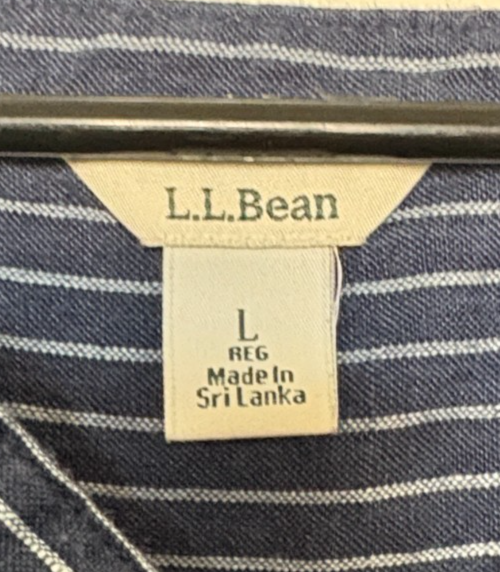 L.L.Bean
L
REG
Made In
Sri Lanka